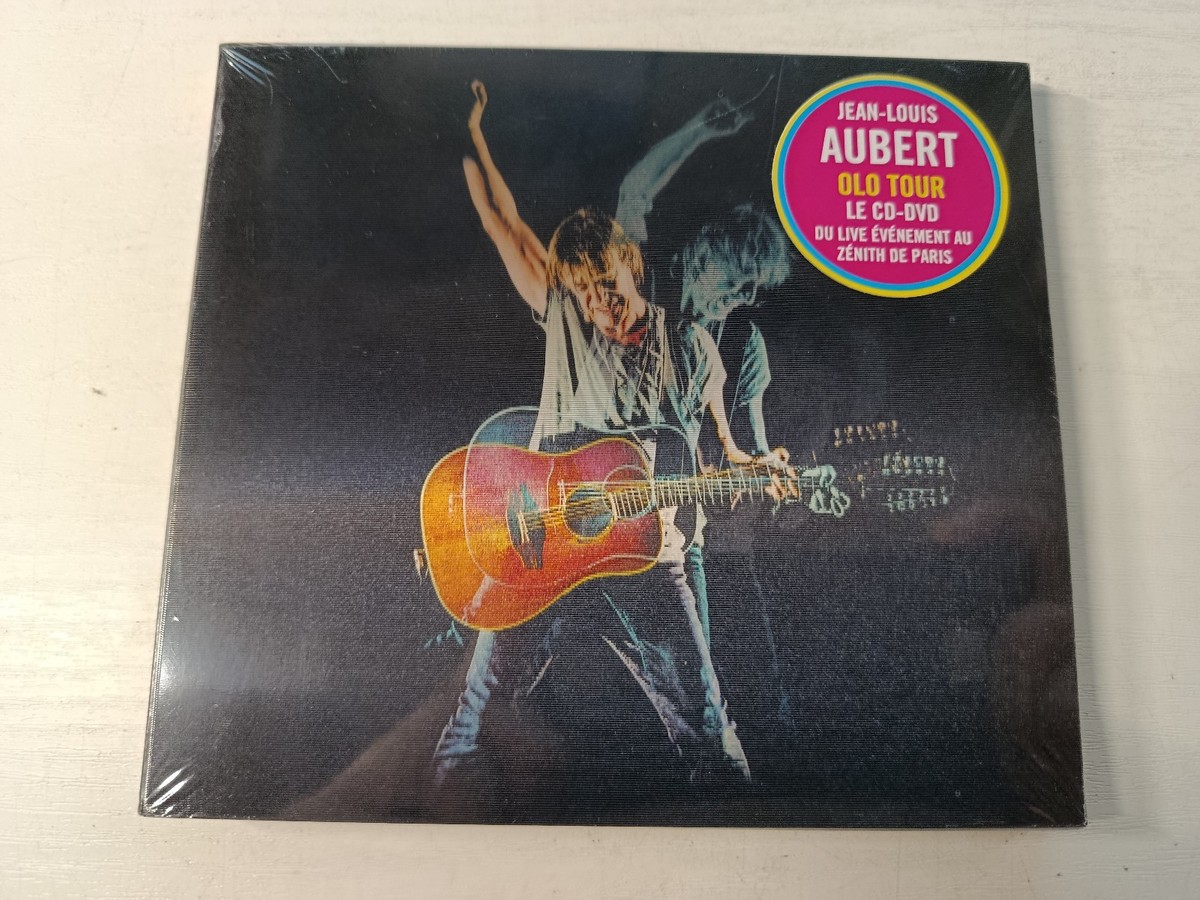 JEAN-LOUIS
AUBERT
OLO TOUR
LE CD-DVD
DU LIVE ÉVÉNEMENT AU
ZÉNITH DE PARIS